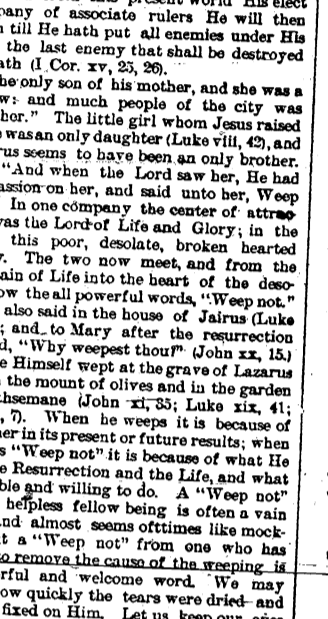 present world His elect
pany of associate rulers He will then
till He hath put all enemies under His
the last enemy that shall be destroyed
ath (I Cor. xv, 25, 26).
he only son of his mother, and she was a
w: and much people of the city was
her." The little girl whom Jesus raised
was an only daughter (Luke viii, 42), and
rus seems to have been an only brother.
"And when the Lord saw her, He had
assion on her, and said unto her, Weep
In one company the center of attrac-
was the Lord of Life and Glory; in the
this poor, desolate, broken hearted
. The two now meet, and from the
ain of Life into the heart of the deso-
ow the all powerful words, "Weep not."
also said in the house of Jairus (Luke
; and to Mary after the resurrection
d, "Why weepest thou?" (John xx, 15.)
e Himself wept at the grave of Lazarus
the mount of olives and in the garden
hsemane (John xi, 35; Luke xix, 41;
, 7). When he weeps it is because of
her in its present or future results; when
s "Weep not" it is because of what He
e Resurrection and the Life, and what
ble and willing to do. A "Weep not"
helpless fellow being is often a vain
nd almost seems ofttimes like mock-
t a "Weep not" from one who has
to remove the cause of the weeping is
rful and welcome word. We may
ow quickly the tears were dried and
fixed on Him. Let us keep our